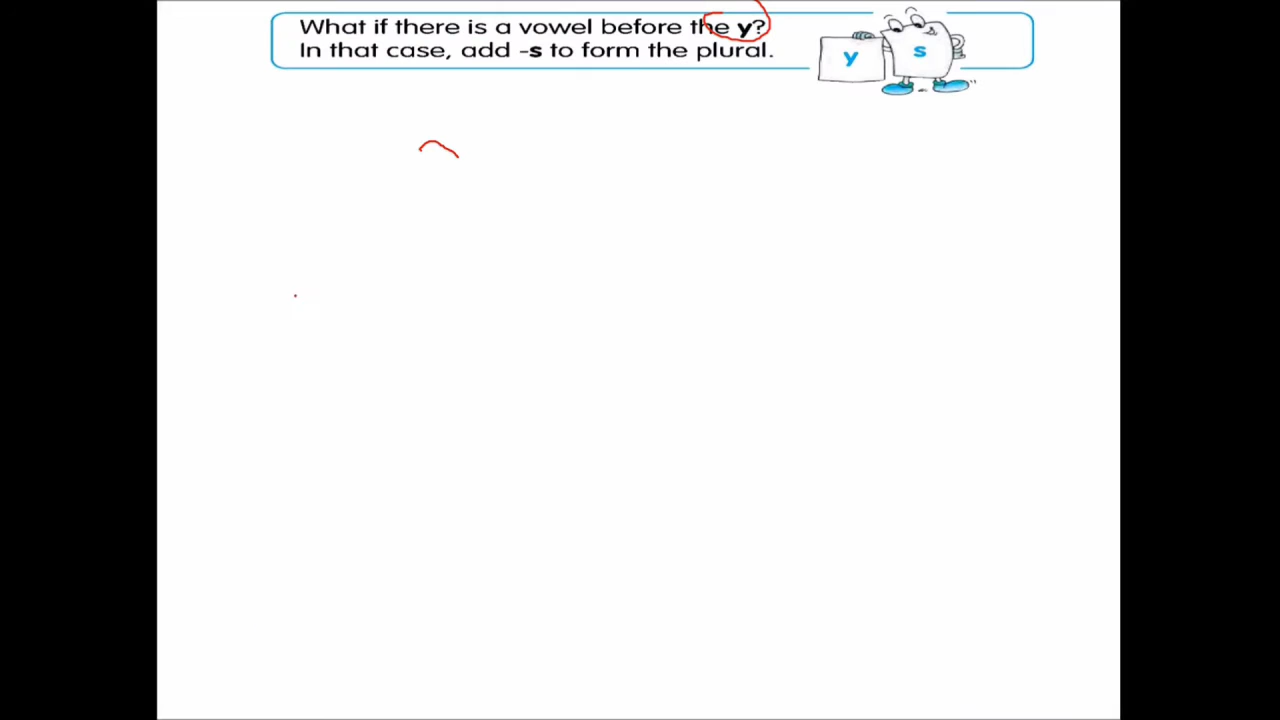 What if there is a vowel before the y?
In that case, add -s to form the plural.
y s